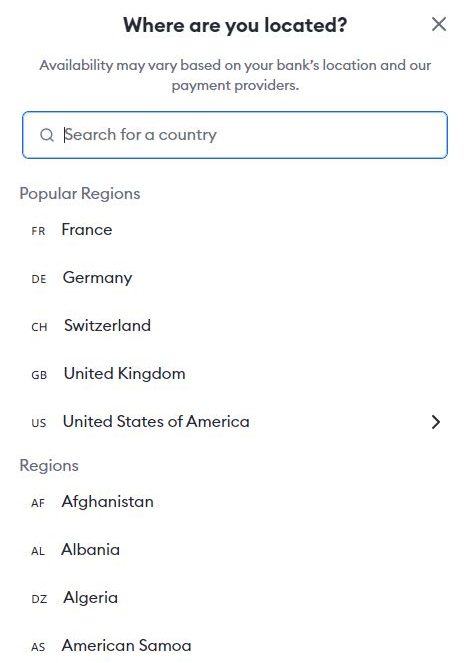 Where are you located?
Availability may vary based on your bank’s location and our
payment providers.
Search for a country
Popular Regions
FR France
DE Germany
CH Switzerland
GB United Kingdom
US United States of America
Regions
AF Afghanistan
AL Albania
DZ Algeria
AS American Samoa